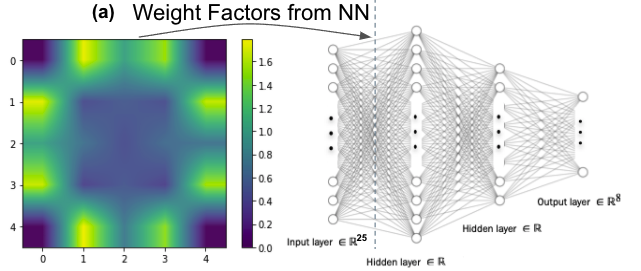 (a) Weight Factors from NN
0
1
2
3
4
0 1 2 3 4
1.6
1.4
1.2
1.0
0.8
0.6
0.4
0.2
0.0
Input layer ∈ ℝ²⁵
Hidden layer ∈ ℝ
Hidden layer ∈ ℝ
Output layer ∈ ℝ⁸